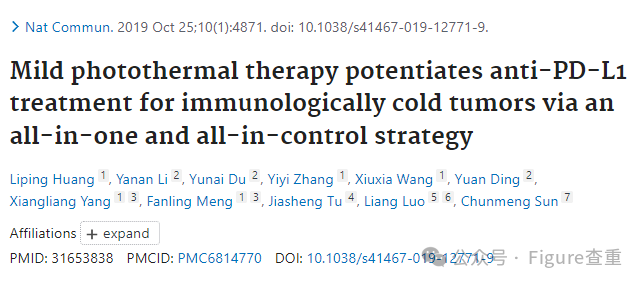 > Nat Commun. 2019 Oct 25;10(1):4871. doi: 10.1038/s41467-019-12771-9.
Mild photothermal therapy potentiates anti-PD-L1
treatment for immunologically cold tumors via an
all-in-one and all-in-control strategy
Liping Huang 1, Yanan Li 2, Yunai Du 2, Yiyi Zhang 1, Xiuxia Wang 1, Yuan Ding 2,
Xiangliang Yang 1 3, Fanling Meng 1 3, Jiasheng Tu 4, Liang Luo 5 6, Chunmeng Sun 7
Affiliations + expand
PMID: 31653838 PMCID: PMC6814770 DOI: 10.1038/s41467-019-12771-9
公众号 · Figure查重